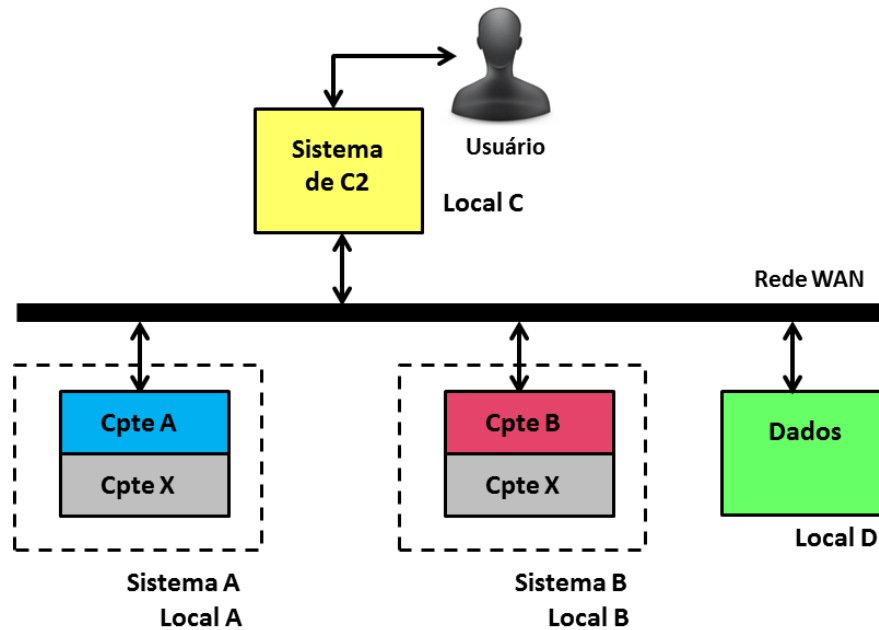 Usuário
Sistema
de C2
Local C
Rede WAN
Cpte A
Cpte X
Cpte B
Cpte X
Dados
Local D
Sistema A
Local A
Sistema B
Local B